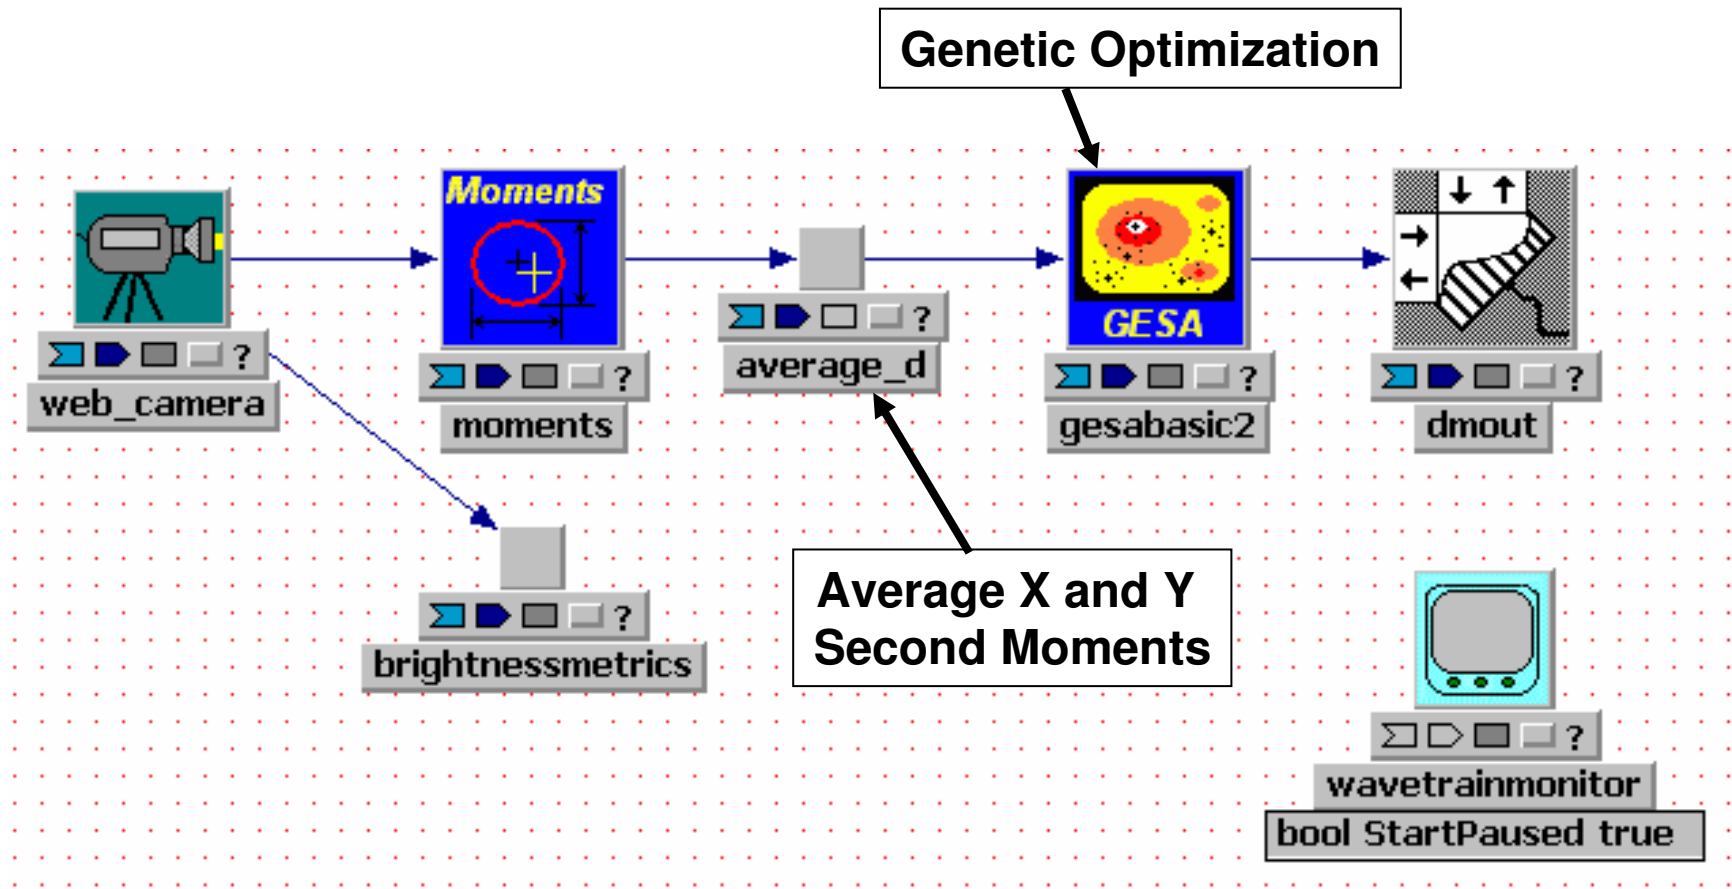 Genetic Optimization
Moments
GESA
?
?
?
?
?
web_camera
moments
average_d
gesabasic2
dmout
?
brightnessmetrics
Average X and Y
Second Moments
?
wavetrainmonitor
bool StartPaused true